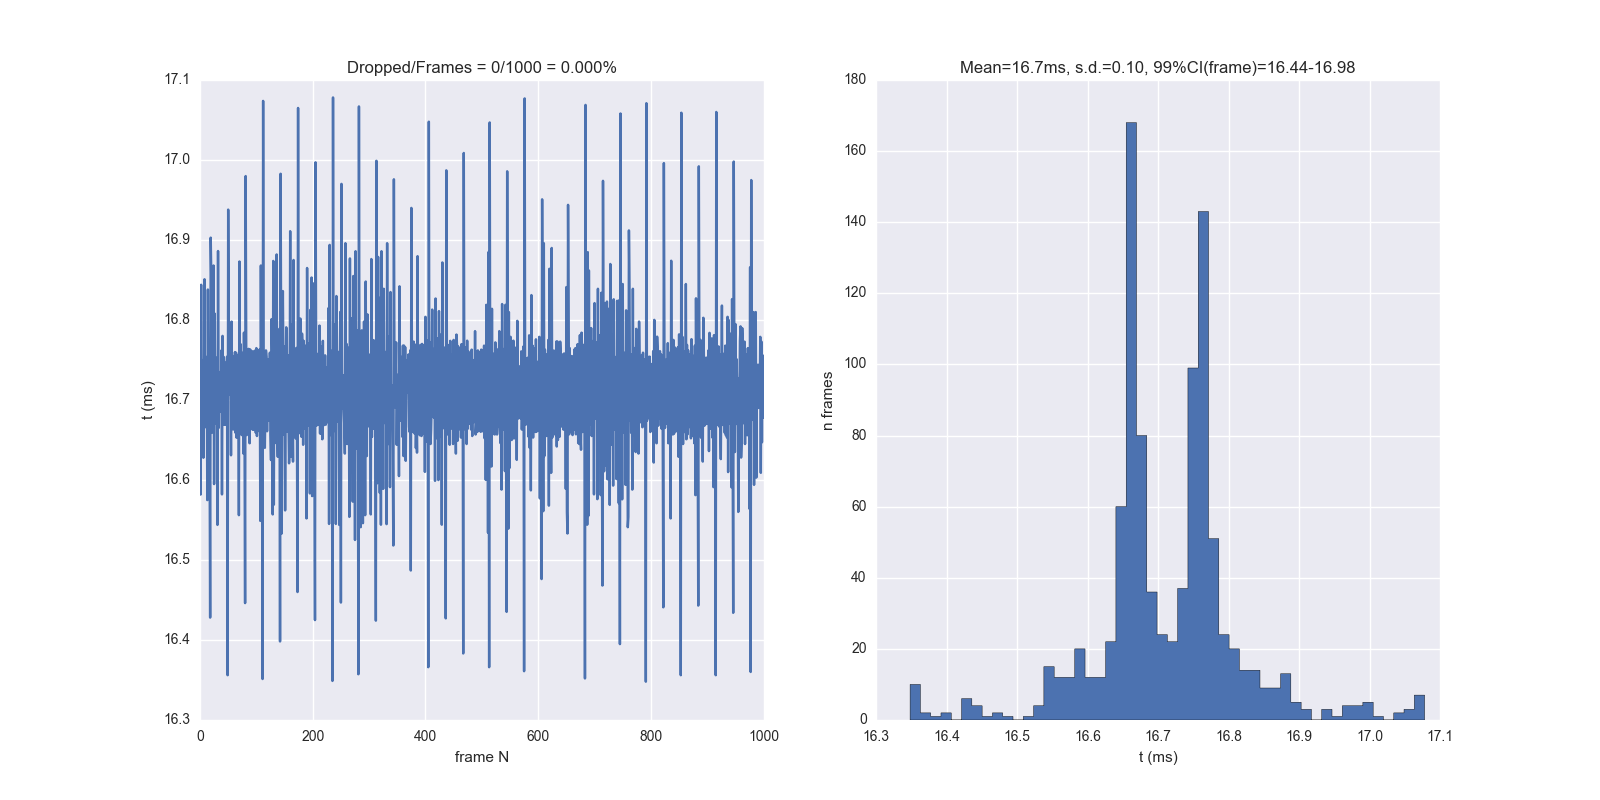 Dropped/Frames = 0/1000 = 0.000%
17.1
17.0
16.9
16.8
16.7
16.6
16.5
16.4
16.3
t (ms)
0 200 400 600 800 1000
frame N
Mean=16.7ms, s.d.=0.10, 99%CI(frame)=16.44-16.98
180
160
140
120
100
80
60
40
20
0
n frames
16.3 16.4 16.5 16.6 16.7 16.8 16.9 17.0 17.1
t (ms)